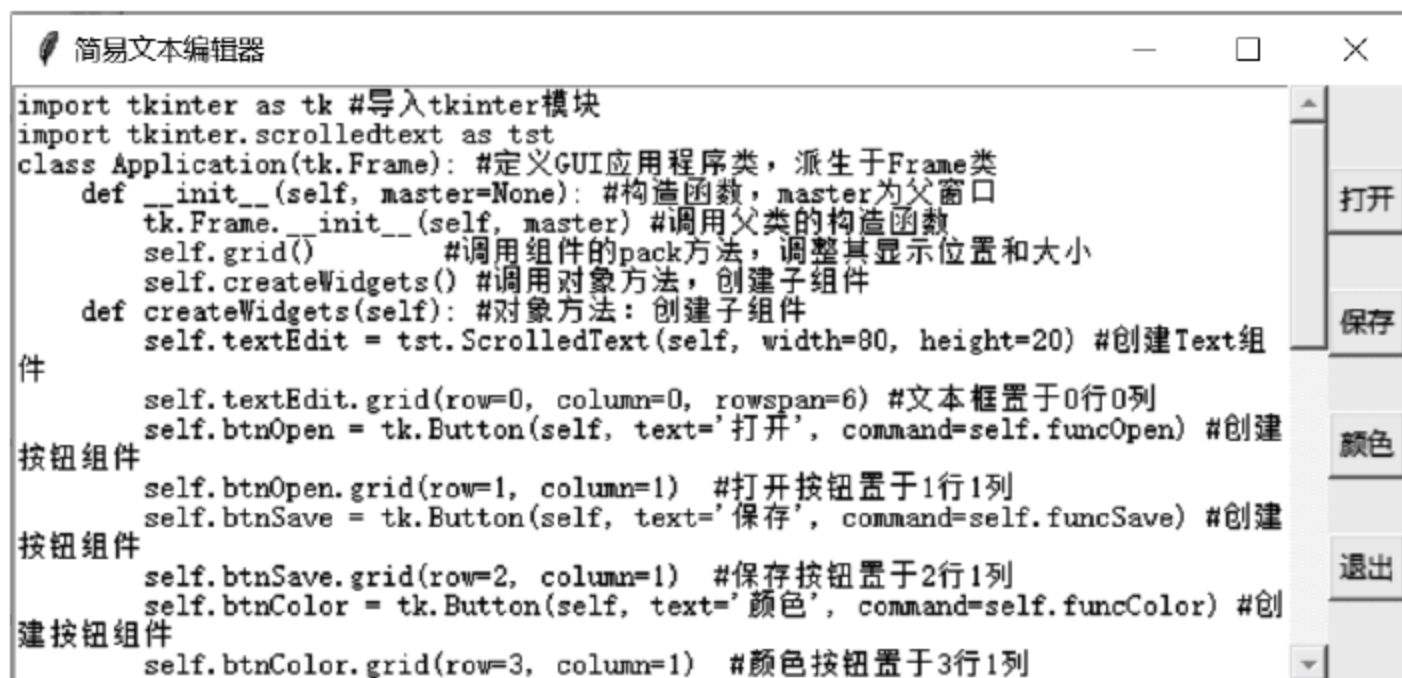 简易文本编辑器
import tkinter as tk #导入tkinter模块
import tkinter.scrolledtext as tst
class Application(tk.Frame): #定义GUI应用程序类，派生于Frame类
    def __init__(self, master=None): #构造函数，master为父窗口
        tk.Frame.__init__(self, master) #调用父类的构造函数
        self.grid()        #调用组件的pack方法，调整其显示位置和大小
        self.createWidgets() #调用对象方法，创建子组件
    def createWidgets(self): #对象方法：创建子组件
        self.textEdit = tst.ScrolledText(self, width=80, height=20) #创建Text组
件
        self.textEdit.grid(row=0, column=0, rowspan=6) #文本框置于0行0列
        self.btnOpen = tk.Button(self, text='打开', command=self.funcOpen) #创建
按钮组件
        self.btnOpen.grid(row=1, column=1)  #打开按钮置于1行1列
        self.btnSave = tk.Button(self, text='保存', command=self.funcSave) #创建
按钮组件
        self.btnSave.grid(row=2, column=1)  #保存按钮置于2行1列
        self.btnColor = tk.Button(self, text='颜色', command=self.funcColor) #创
建按钮组件
        self.btnColor.grid(row=3, column=1)  #颜色按钮置于3行1列
打开
保存
颜色
退出